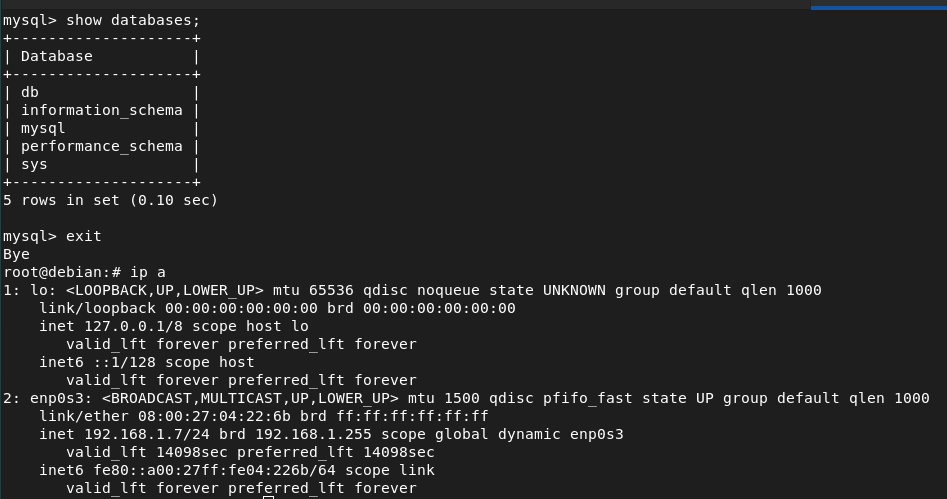 mysql> show databases;
+--------------------+
| Database           |
+--------------------+
| db                 |
| information_schema |
| mysql              |
| performance_schema |
| sys                |
+--------------------+
5 rows in set (0.10 sec)

mysql> exit
Bye
root@debian:# ip a
1: lo: <LOOPBACK,UP,LOWER_UP> mtu 65536 qdisc noqueue state UNKNOWN group default qlen 1000
    link/loopback 00:00:00:00:00:00 brd 00:00:00:00:00:00
    inet 127.0.0.1/8 scope host lo
       valid_lft forever preferred_lft forever
    inet6 ::1/128 scope host
       valid_lft forever preferred_lft forever
2: enp0s3: <BROADCAST,MULTICAST,UP,LOWER_UP> mtu 1500 qdisc pfifo_fast state UP group default qlen 1000
    link/ether 08:00:27:04:22:6b brd ff:ff:ff:ff:ff:ff
    inet 192.168.1.7/24 brd 192.168.1.255 scope global dynamic enp0s3
       valid_lft 14098sec preferred_lft 14098sec
    inet6 fe80::a00:27ff:fe04:226b/64 scope link
       valid_lft forever preferred_lft forever